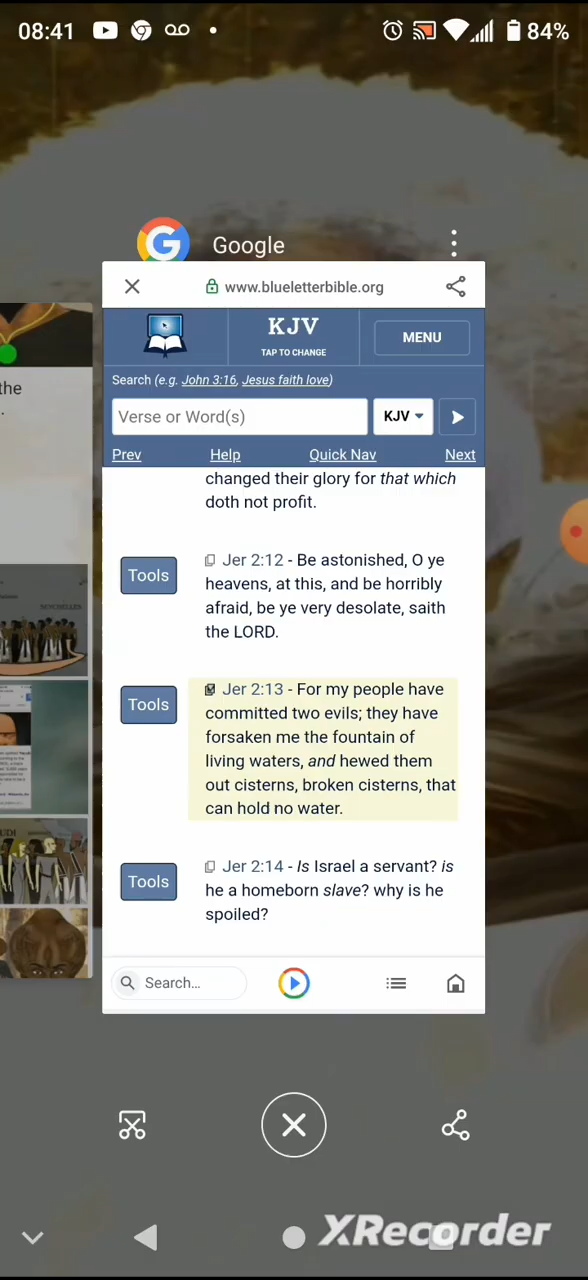 08:41
84%
Google
www.blueletterbible.org
KJV
TAP TO CHANGE
MENU
Search (e.g. John 3:16, Jesus faith love)
Verse or Word(s)
KJV
Prev
Help
Quick Nav
Next
changed their glory for that which
doth not profit.
Tools
Jer 2:12 - Be astonished, O ye
heavens, at this, and be horribly
afraid, be ye very desolate, saith
the LORD.
Tools
Jer 2:13 - For my people have
committed two evils; they have
forsaken me the fountain of
living waters, and hewed them
out cisterns, broken cisterns, that
can hold no water.
Tools
Jer 2:14 - Is Israel a servant? is
he a homeborn slave? why is he
spoiled?
Search...
the
SEYCHELLES
XRecorder